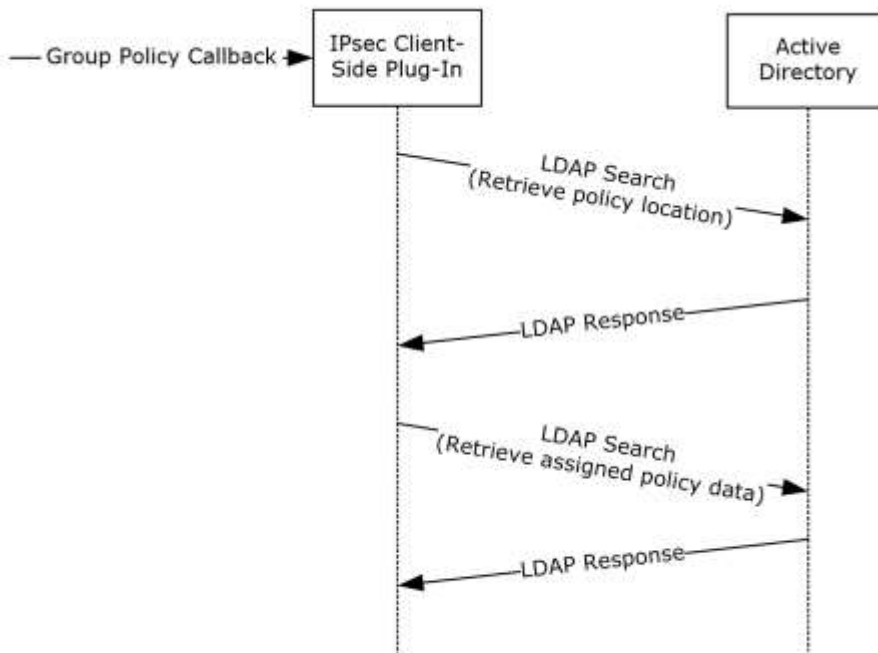 Group Policy Callback
IPsec Client-
Side Plug-In
Active
Directory
LDAP Search
(Retrieve policy location)
LDAP Response
LDAP Search
(Retrieve assigned policy data)
LDAP Response